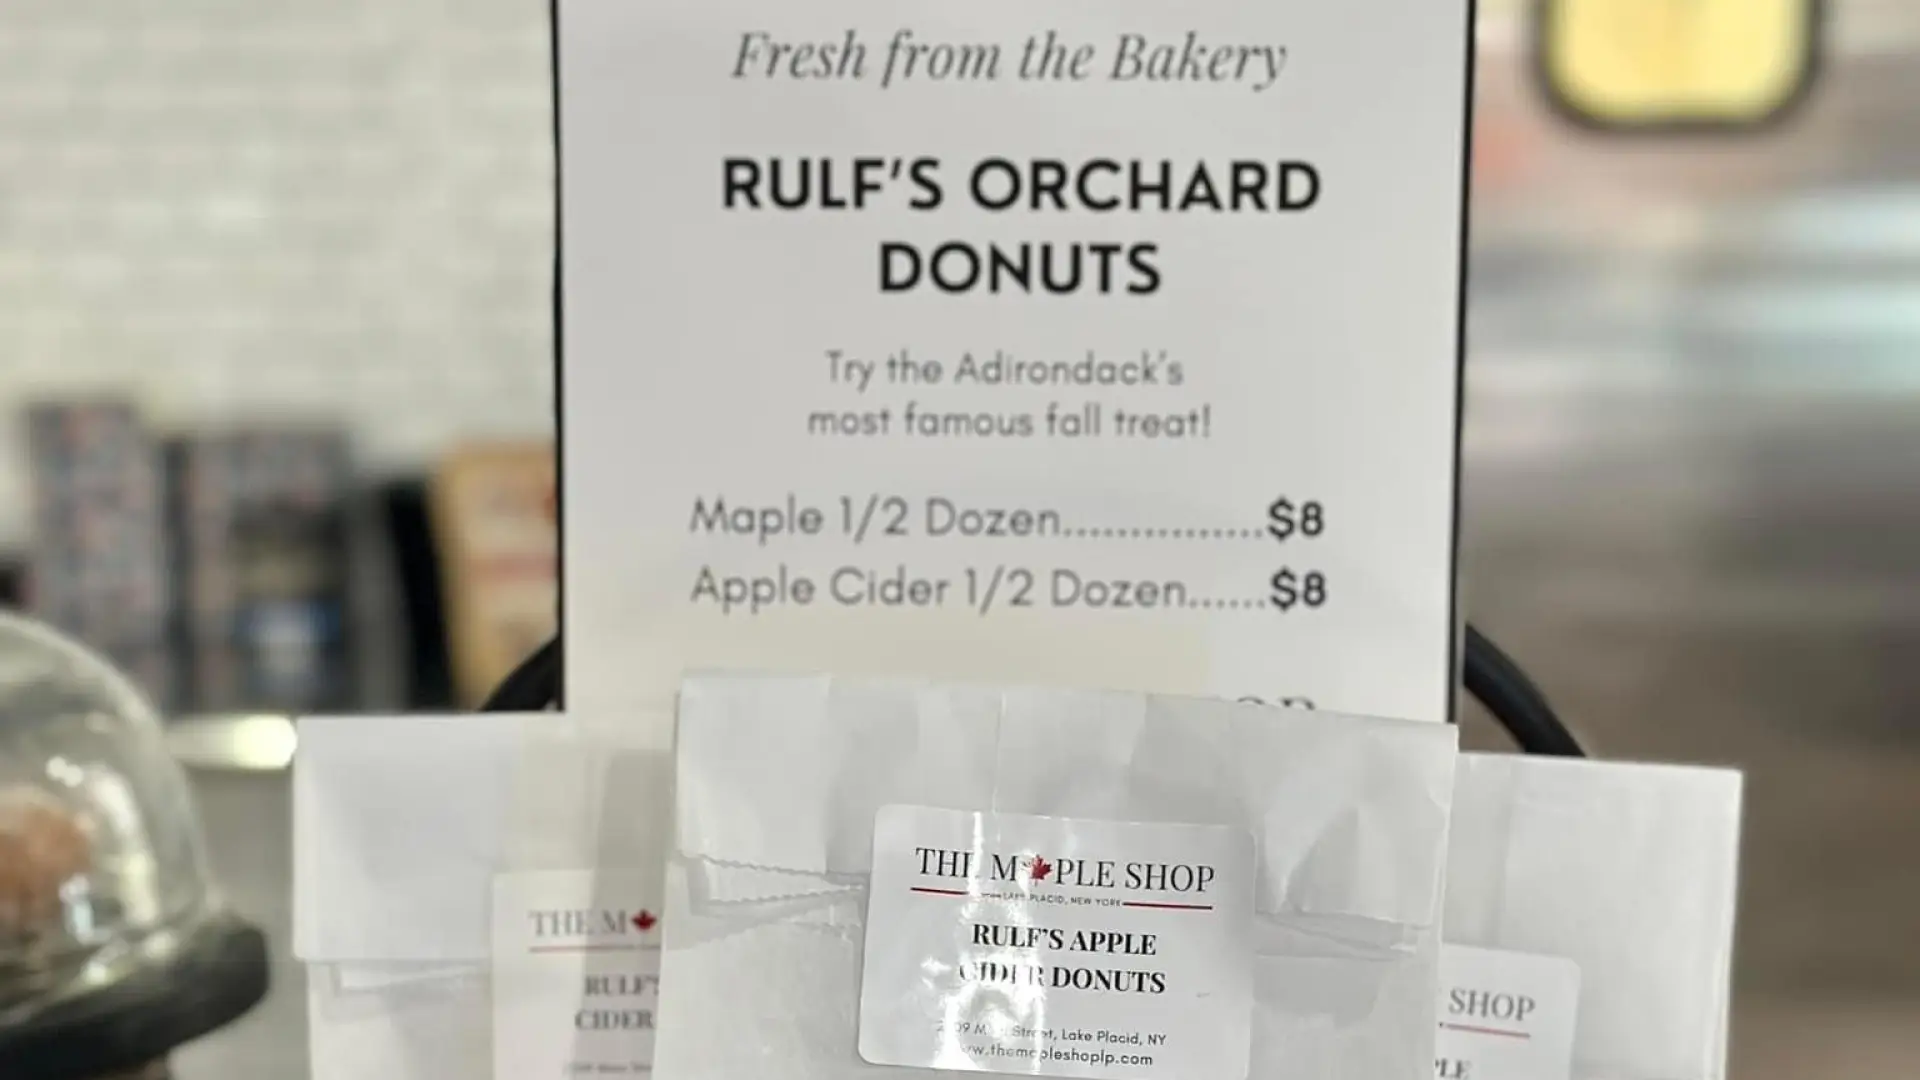 Fresh from the Bakery
RULF'S ORCHARD
DONUTS
Try the Adirondack's
most famous fall treat!
Maple 1/2 Dozen...............$8
Apple Cider 1/2 Dozen......$8
THE M PLE SHOP
LAKE PLACID, NEW YORK
RULF'S APPLE
CIDER DONUTS
Street, Lake Placid, NY
www.themapleshoplp.com
THE M
RULF'S
CIDER
SHOP